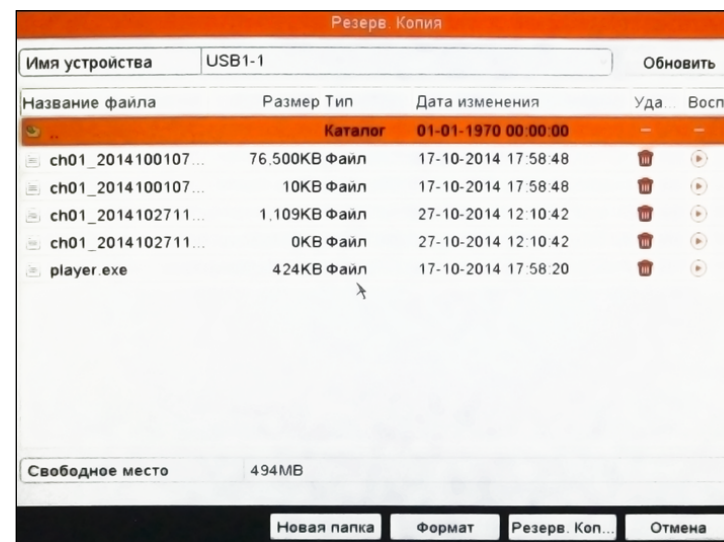 Резерв. Копия
Имя устройства USB1-1 Обновить
Название файла Размер Тип Дата изменения Уда... Восп
.. Каталог 01-01-1970 00:00:00 – –
ch01_2014100107... 76,500KB Файл 17-10-2014 17:58:48
ch01_2014100107... 10KB Файл 17-10-2014 17:58:48
ch01_2014102711... 1,109KB Файл 27-10-2014 12:10:42
ch01_2014102711... 0KB Файл 27-10-2014 12:10:42
player.exe 424KB Файл 17-10-2014 17:58:20
Свободное место 494MB
Новая папка Формат Резерв. Коп... Отмена